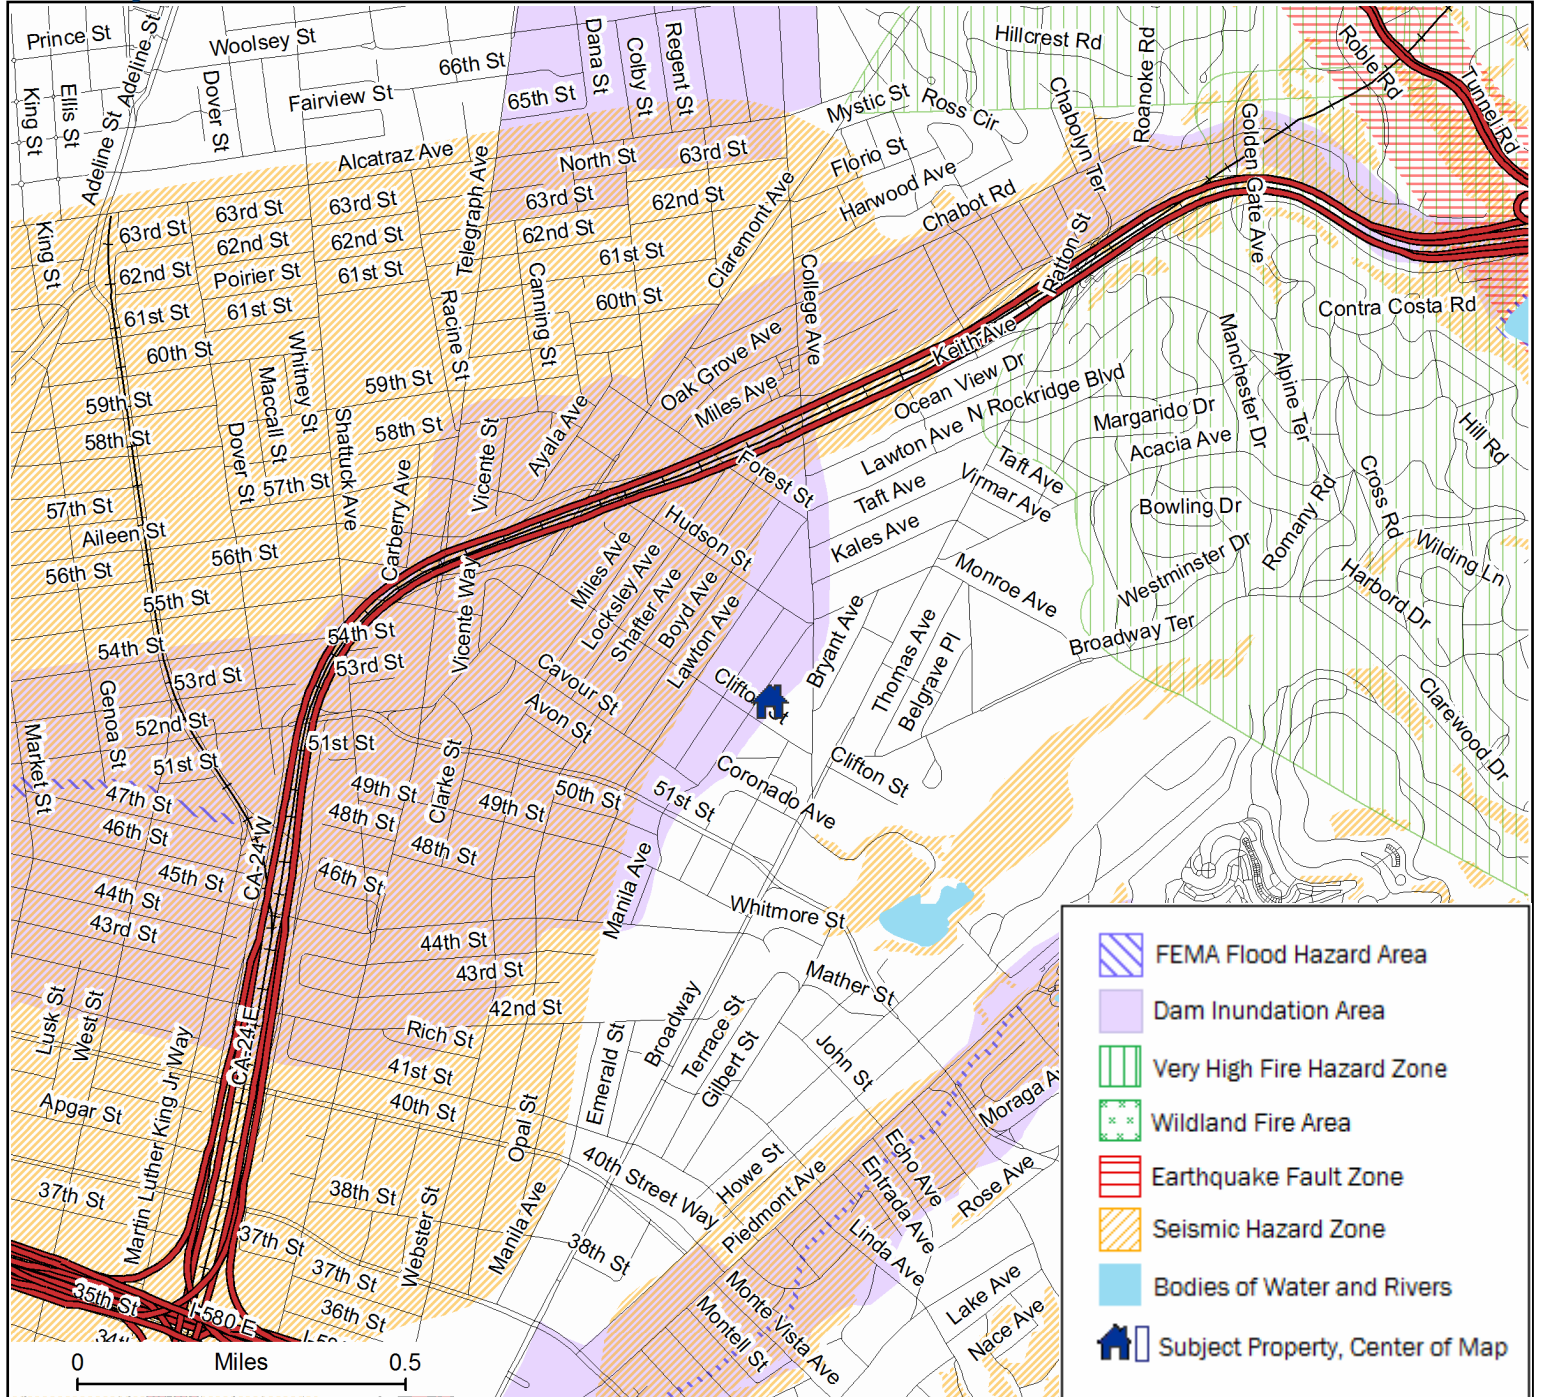 Prince St
Woolsey St
66th St
Dana St
Colby St
Regent St
65th St
Fairview St
Dover St
Ellis St
King St
Adeline St
Adeline St
Hillcrest Rd
Roanoke Rd
Roble Rd
Tunnel Rd
Mystic St
Ross Cir
Chabolyn Ter
Golden Gate Ave
Florio St
Harwood Ave
Chabot Rd
Alcatraz Ave
North St
63rd St
Telegraph Ave
63rd St
62nd St
Claremont Ave
63rd St
63rd St
63rd St
62nd St
62nd St
62nd St
61st St
King St
62nd St
Poirier St
61st St
Canning St
60th St
College Ave
Patton St
61st St
61st St
Racine St
Contra Costa Rd
60th St
Whitney St
Oak Grove Ave
Keith Ave
Manchester Dr
Alpine Ter
Maccall St
59th St
Miles Ave
Ocean View Dr
N Rockridge Blvd
59th St
58th St
Shattuck Ave
58th St
Vicente St
Ayala Ave
Lawton Ave
Margarido Dr
Acacia Ave
Hill Rd
Dover St
57th St
Carberry Ave
Forest St
Taft Ave
Taft Ave
Virmar Ave
Cross Rd
Romany Rd
57th St
Aileen St
56th St
Hudson St
Kales Ave
Bowling Dr
Wilding Ln
56th St
55th St
Vicente Way
Miles Ave
Locksley Ave
Shafter Ave
Boyd Ave
Lawton Ave
Monroe Ave
Westminster Dr
Harbord Dr
54th St
54th St
53rd St
53rd St
Cavour St
Avon St
Bryant Ave
Thomas Ave
Belgrave Pl
Broadway Ter
Clarewood Dr
Genoa St
52nd St
51st St
51st St
Market St
47th St
46th St
45th St
44th St
43rd St
49th St
48th St
Clarke St
49th St
48th St
50th St
51st St
Coronado Ave
Clifton St
46th St
CA-24 W
Manila Ave
Whitmore St
44th St
43rd St
42nd St
Mather St
Lusk St
West St
CA-24 E
Rich St
41st St
40th St
Emerald St
Broadway
Terrace St
Gilbert St
John St
Moraga
Apgar St
Martin Luther King Jr Way
Opal St
40th Street Way
Howe St
Piedmont Ave
Echo Ave
Entrada Ave
Linda Ave
Rose Ave
37th St
38th St
Webster St
Manila Ave
38th St
37th St
37th St
36th St
35th St
I-580 E
Monte Vista Ave
Montell St
Lake Ave
Nace Ave
0 Miles 0.5
FEMA Flood Hazard Area
Dam Inundation Area
Very High Fire Hazard Zone
Wildland Fire Area
Earthquake Fault Zone
Seismic Hazard Zone
Bodies of Water and Rivers
Subject Property, Center of Map